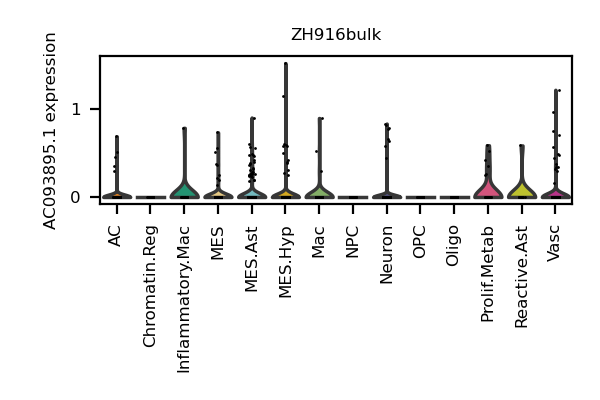 ZH916bulk
AC093895.1 expression
1
0
AC
Chromatin.Reg
Inflammatory.Mac
MES
MES.Ast
MES.Hyp
Mac
NPC
Neuron
OPC
Oligo
Prolif.Metab
Reactive.Ast
Vasc